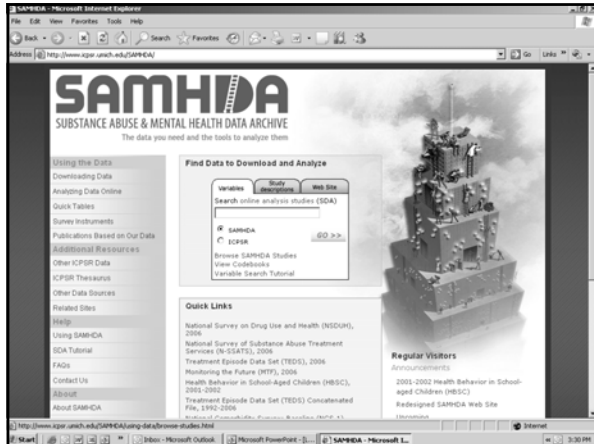 SAMHDA - Microsoft Internet Explorer
File Edit View Favorites Tools Help
Back Search Favorites
Address http://www.icpsr.umich.edu/SAMHDA/ Go Links
SAMHDA
SUBSTANCE ABUSE & MENTAL HEALTH DATA ARCHIVE
The data you need and the tools to analyze them
Using the Data
Downloading Data
Analyzing Data Online
Quick Tables
Survey Instruments
Publications Based on Our Data
Additional Resources
Other ICPSR Data
ICPSR Thesaurus
Other Data Sources
Related Sites
Help
Using SAMHDA
SDA Tutorial
FAQs
Contact Us
About
About SAMHDA
Find Data to Download and Analyze
Variables Study descriptions Web Site
Search online analysis studies (SDA)
SAMHDA
ICPSR
GO >>
Browse SAMHDA Studies
View Codebooks
Variable Search Tutorial
Quick Links
National Survey on Drug Use and Health (NSDUH),
2006
National Survey of Substance Abuse Treatment
Services (N-SSATS), 2006
Treatment Episode Data Set (TEDS), 2006
Monitoring the Future (MTF), 2006
Health Behavior in School-Aged Children (HBSC),
2001-2002
Treatment Episode Data Set (TEDS) Concatenated
File, 1992-2006
Regular Visitors
Announcements
2001-2002 Health Behavior in School-
aged Children (HBSC)
Redesigned SAMHDA Web Site
Upcoming
http://www.icpsr.umich.edu/SAMHDA/using-data/browse-studies.html Internet
Start Inbox - Microsoft Outlook Microsoft PowerPoint - [... SAMHDA - Microsoft I... 3:30 PM